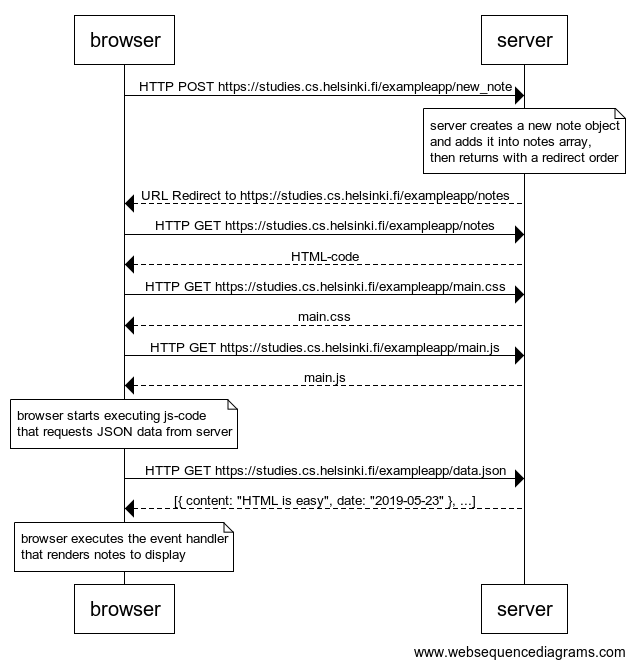 browser
server
HTTP POST https://studies.cs.helsinki.fi/exampleapp/new_note
server creates a new note object
and adds it into notes array,
then returns with a redirect order
URL Redirect to https://studies.cs.helsinki.fi/exampleapp/notes
HTTP GET https://studies.cs.helsinki.fi/exampleapp/notes
HTML-code
HTTP GET https://studies.cs.helsinki.fi/exampleapp/main.css
main.css
HTTP GET https://studies.cs.helsinki.fi/exampleapp/main.js
main.js
browser starts executing js-code
that requests JSON data from server
HTTP GET https://studies.cs.helsinki.fi/exampleapp/data.json
[{ content: "HTML is easy", date: "2019-05-23" }, ...]
browser executes the event handler
that renders notes to display
browser
server
www.websequencediagrams.com